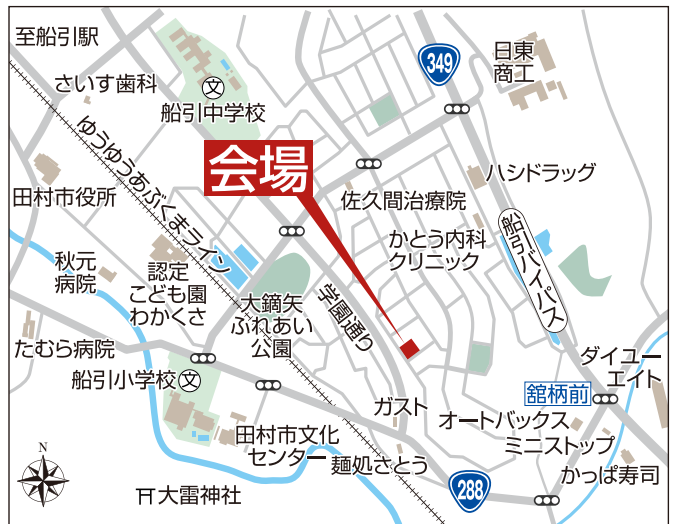 至船引駅
349
日東
商工
さいす歯科
文
船引中学校
ゆうゆうあぶくまライン
会場
ハシドラッグ
田村市役所
佐久間治療院
かとう内科
クリニック
船引バイパス
秋元
病院
認定
こども園
わかくさ
大鏑矢
ふれあい
公園
学園通り
たむら病院
ダイユー
エイト
船引小学校
文
舘柄前
ガスト
オートバックス
田村市文化
センター
ミニストップ
麺処さとう
かっぱ寿司
N
大雷神社
288